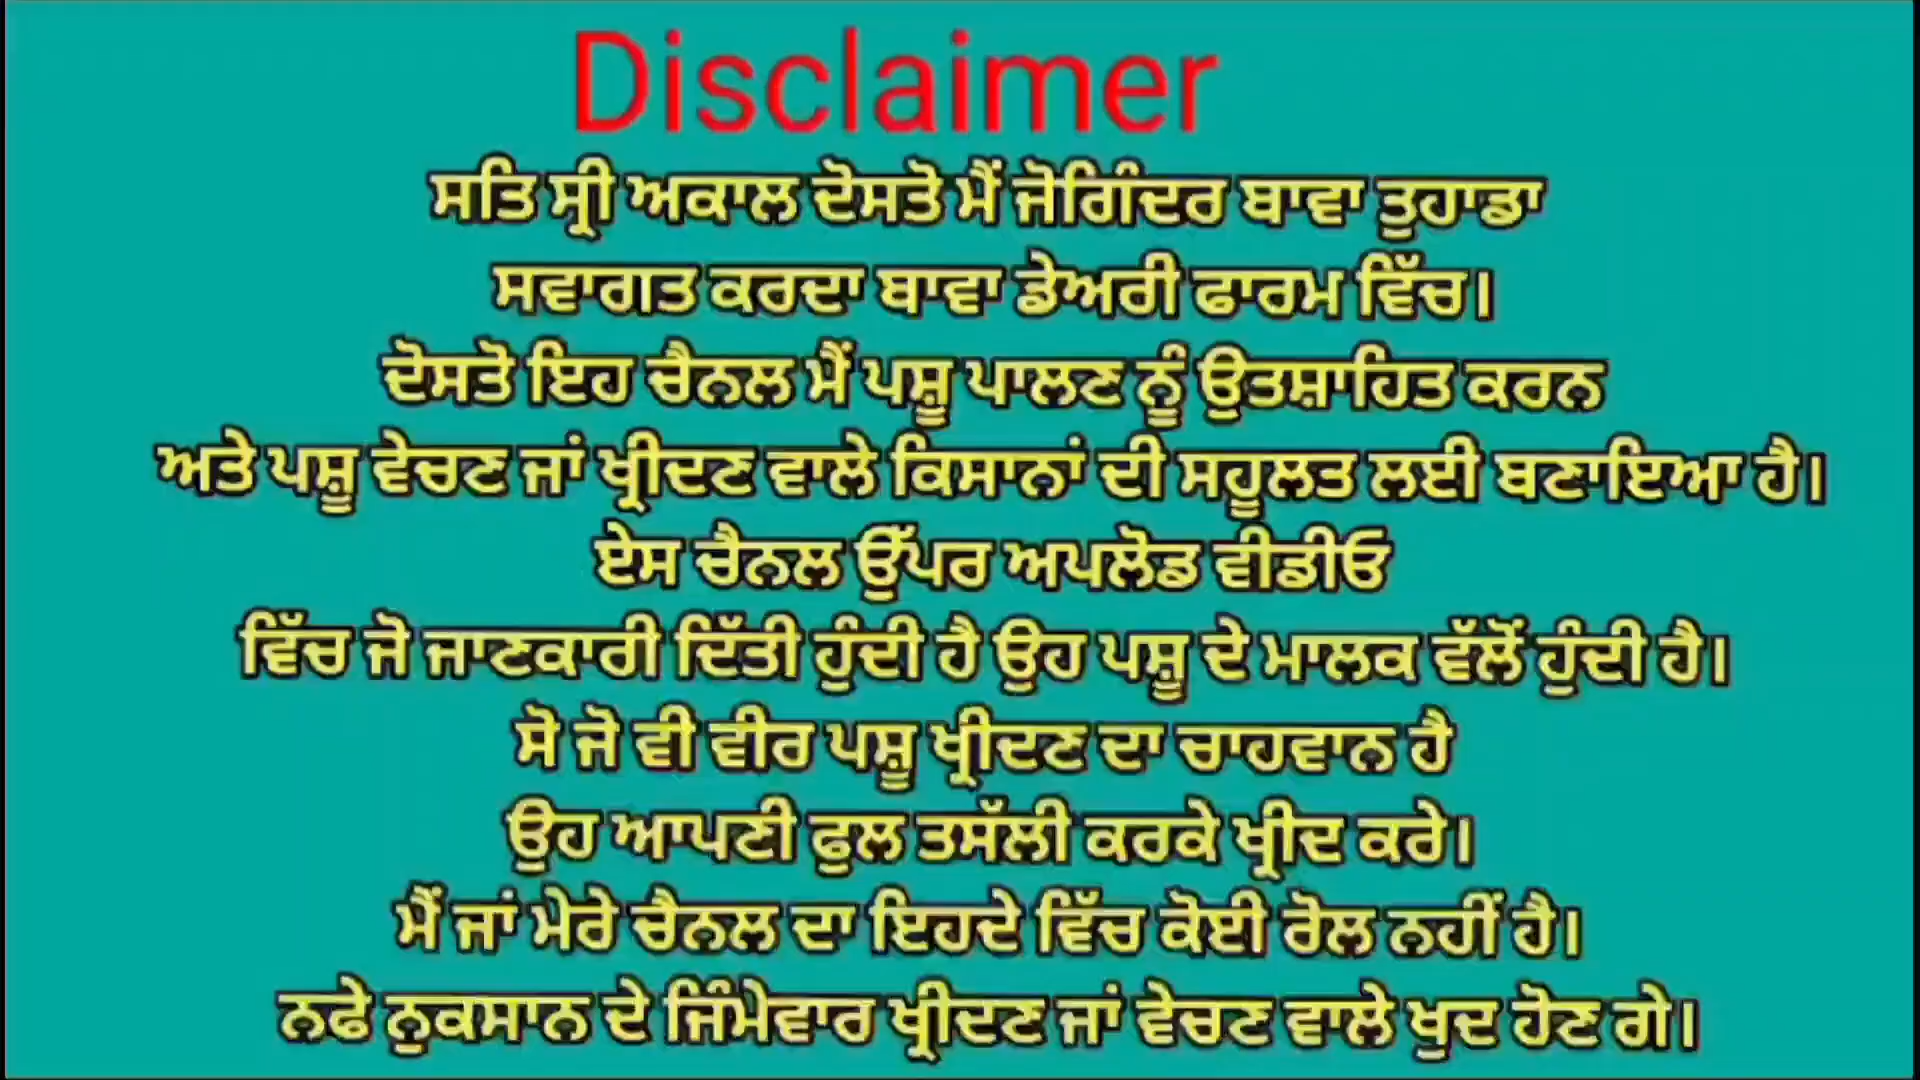 Disclaimer
ਸਤਿ ਸ੍ਰੀ ਅਕਾਲ ਦੋਸਤੋ ਮੈਂ ਜੋਗਿੰਦਰ ਬਾਵਾ ਤੁਹਾਡਾ
ਸਵਾਗਤ ਕਰਦਾ ਬਾਵਾ ਡੇਅਰੀ ਫਾਰਮ ਵਿੱਚ।
ਦੋਸਤੋ ਇਹ ਚੈਨਲ ਮੈਂ ਪਸ਼ੂ ਪਾਲਣ ਨੂੰ ਉਤਸ਼ਾਹਿਤ ਕਰਨ
ਅਤੇ ਪਸ਼ੂ ਵੇਚਣ ਜਾਂ ਖ੍ਰੀਦਣ ਵਾਲੇ ਕਿਸਾਨਾਂ ਦੀ ਸਹੂਲਤ ਲਈ ਬਣਾਇਆ ਹੈ।
ਏਸ ਚੈਨਲ ਉੱਪਰ ਅਪਲੋਡ ਵੀਡੀਓ
ਵਿੱਚ ਜੋ ਜਾਣਕਾਰੀ ਦਿੱਤੀ ਹੁੰਦੀ ਹੈ ਉਹ ਪਸ਼ੂ ਦੇ ਮਾਲਕ ਵੱਲੋਂ ਹੁੰਦੀ ਹੈ।
ਸੋ ਜੋ ਵੀ ਵੀਰ ਪਸ਼ੂ ਖ੍ਰੀਦਣ ਦਾ ਚਾਹਵਾਨ ਹੈ
ਉਹ ਆਪਣੀ ਫੁਲ ਤਸੱਲੀ ਕਰਕੇ ਖ੍ਰੀਦ ਕਰੇ।
ਮੈਂ ਜਾਂ ਮੇਰੇ ਚੈਨਲ ਦਾ ਇਹਦੇ ਵਿੱਚ ਕੋਈ ਰੋਲ ਨਹੀਂ ਹੈ।
ਨਫੇ ਨੁਕਸਾਨ ਦੇ ਜਿੰਮੇਵਾਰ ਖ੍ਰੀਦਣ ਜਾਂ ਵੇਚਣ ਵਾਲੇ ਖੁਦ ਹੋਣ ਗੇ।